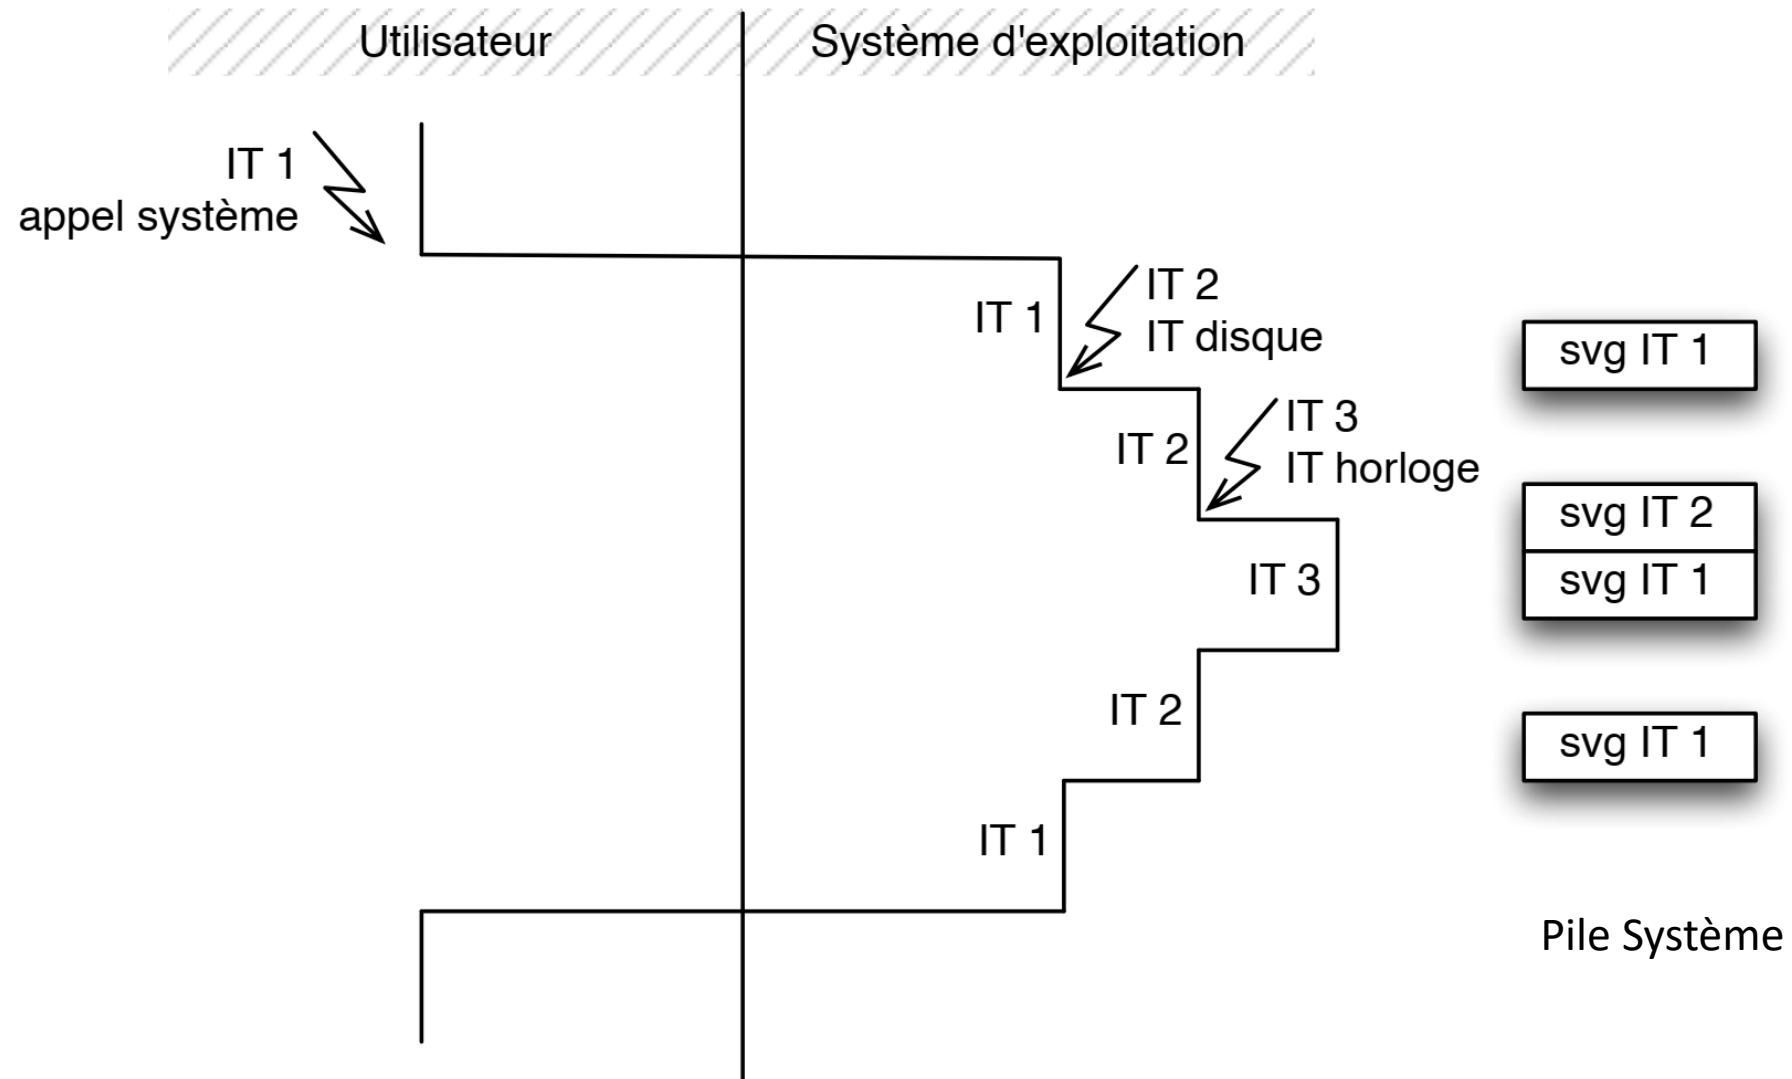 Utilisateur
Système d'exploitation
IT 1
appel système
IT 1
IT 2
IT disque
svg IT 1
IT 2
IT 3
IT horloge
svg IT 2
svg IT 1
IT 3
IT 2
svg IT 1
IT 1
Pile Système